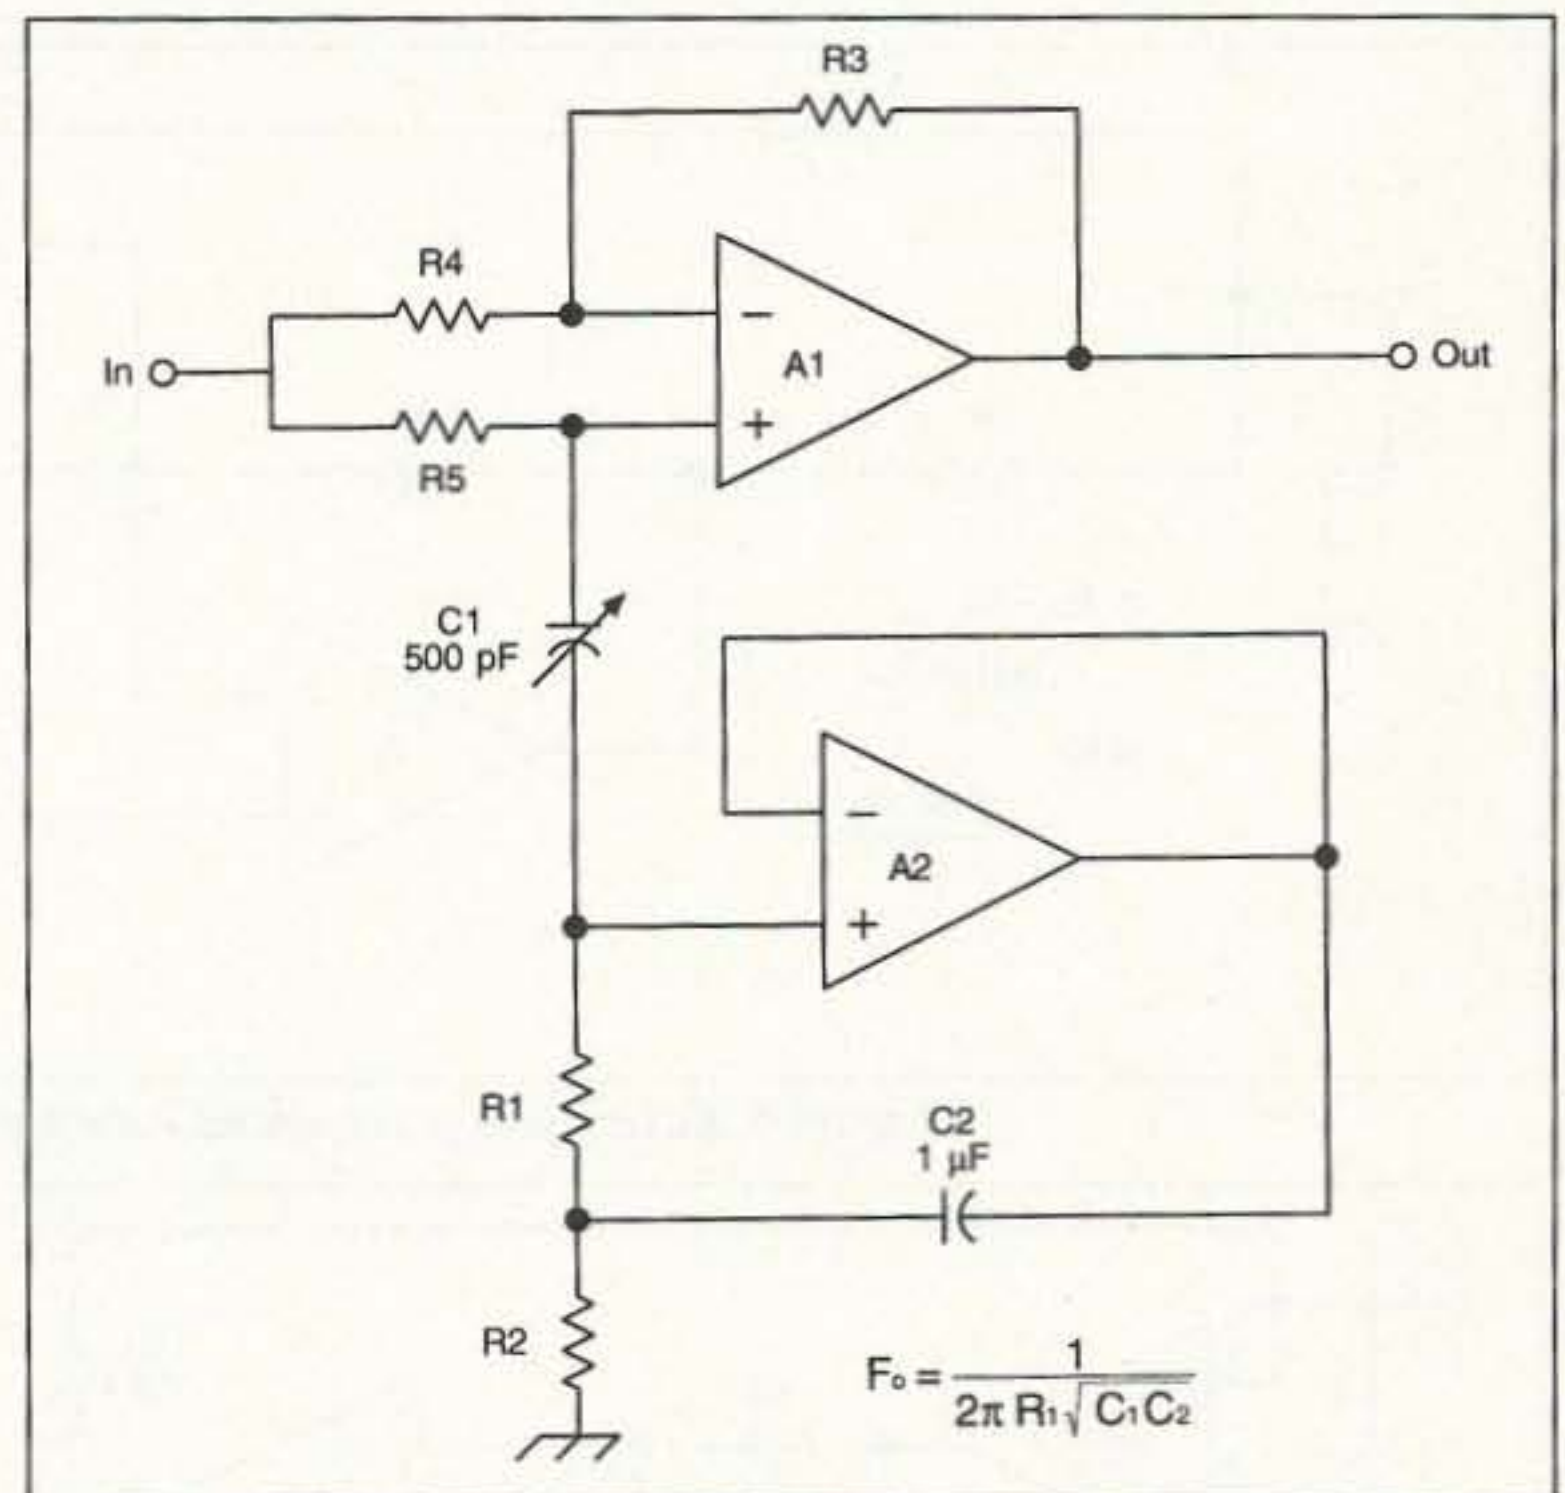 R3
R4
−
In
A1
Out
R5
+
C1
500 pF
−
A2
+
R1
C2
1 µF
R2
F₀ = 1 / 2π R₁√C₁C₂